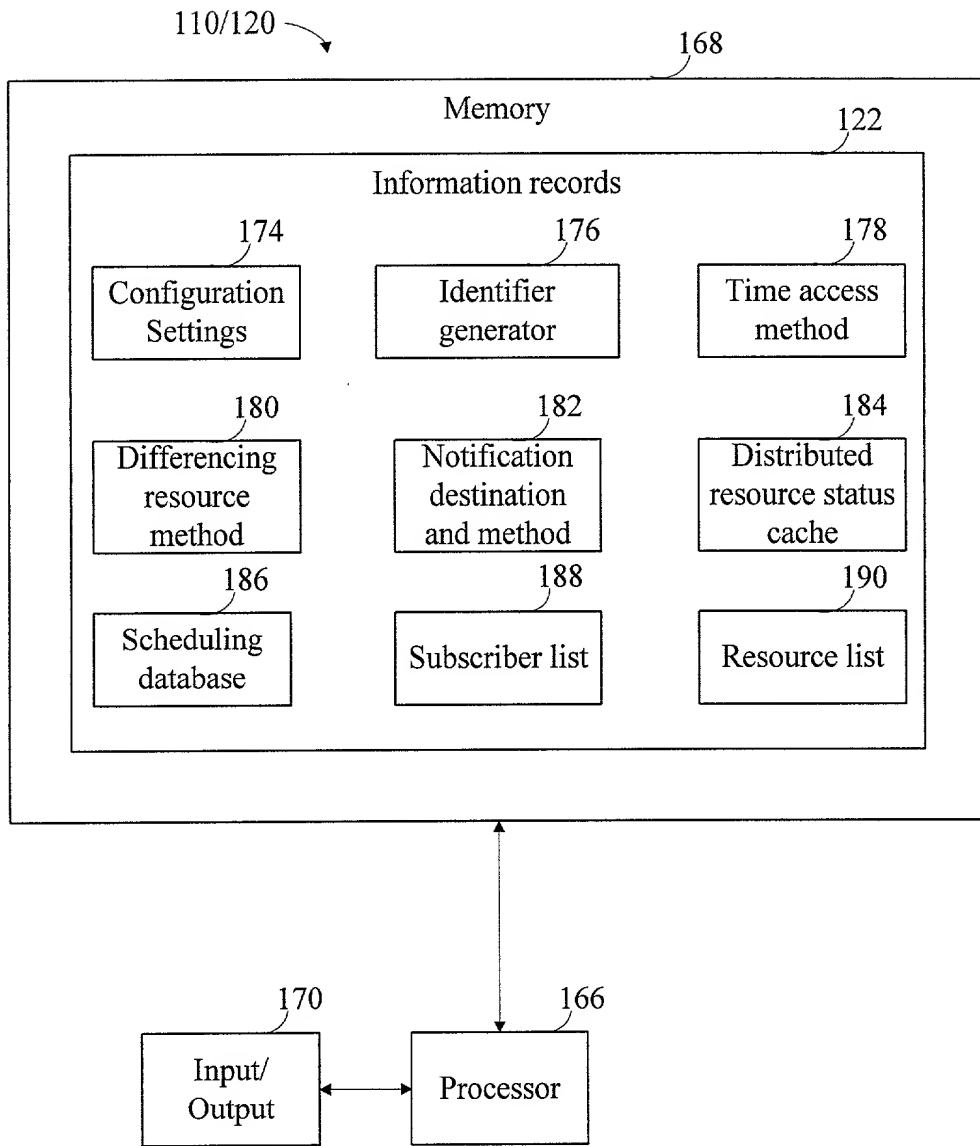 110/120
168
Memory
122
Information records
174
176
178
Configuration
Settings
Identifier
generator
Time access
method
180
182
184
Differencing
resource
method
Notification
destination
and method
Distributed
resource status
cache
186
188
190
Scheduling
database
Subscriber list
Resource list
170
166
Input/
Output
Processor